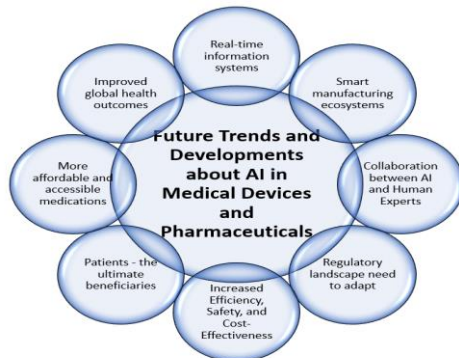 Real-time
information
systems
Smart
manufacturing
ecosystems
Collaboration
between AI
and Human
Experts
Regulatory
landscape need
to adapt
Increased
Efficiency,
Safety, and
Cost-
Effectiveness
Patients - the
ultimate
beneficiaries
More
affordable and
accessible
medications
Improved
global health
outcomes
Future Trends and
Developments
about AI in
Medical Devices
and
Pharmaceuticals